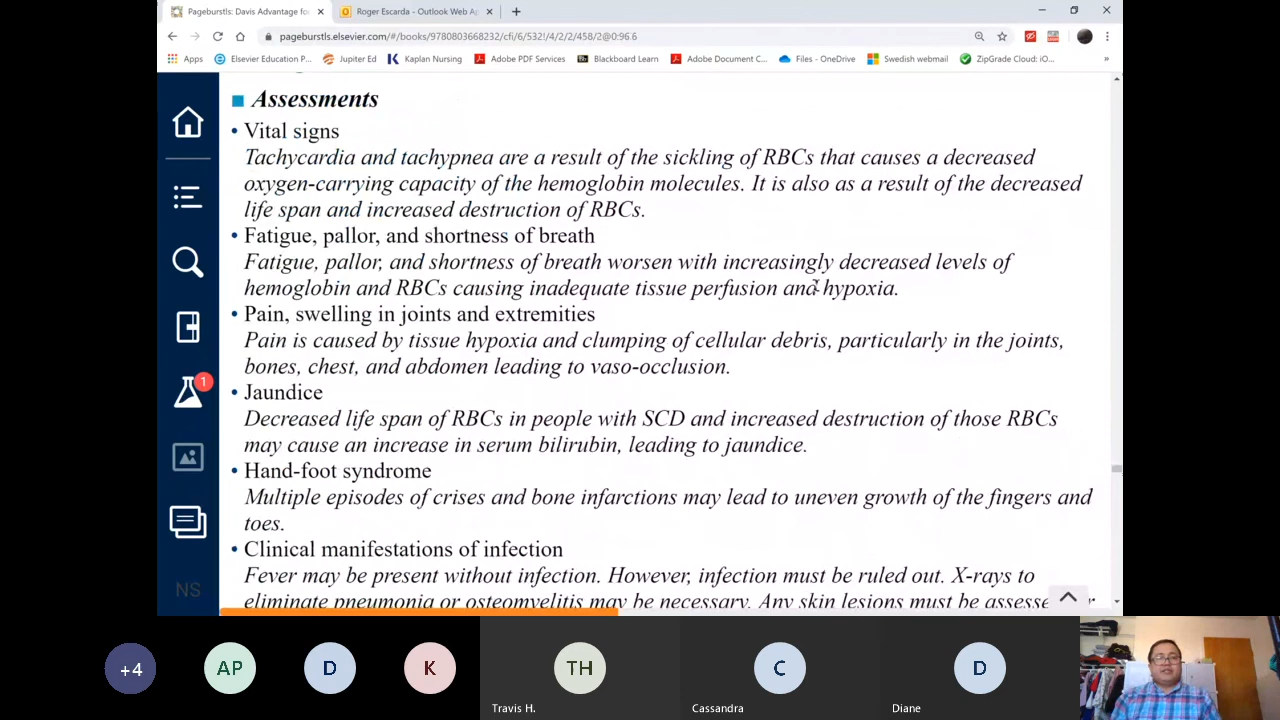 Pageburstls: Davis Advantage fo
Roger Escarda - Outlook Web Ap
pageburstls.elsevier.com/#/books/9780803668232/cfi/6/532!/4/2/2/458/2@0:96.6
Apps
Elsevier Education P...
Jupiter Ed
Kaplan Nursing
Adobe PDF Services
Blackboard Learn
Adobe Document C...
Files - OneDrive
Swedish webmail
ZipGrade Cloud: iO...
»
Assessments
• Vital signs
Tachycardia and tachypnea are a result of the sickling of RBCs that causes a decreased
oxygen-carrying capacity of the hemoglobin molecules. It is also as a result of the decreased
life span and increased destruction of RBCs.
• Fatigue, pallor, and shortness of breath
Fatigue, pallor, and shortness of breath worsen with increasingly decreased levels of
hemoglobin and RBCs causing inadequate tissue perfusion and hypoxia.
• Pain, swelling in joints and extremities
Pain is caused by tissue hypoxia and clumping of cellular debris, particularly in the joints,
bones, chest, and abdomen leading to vaso-occlusion.
• Jaundice
Decreased life span of RBCs in people with SCD and increased destruction of those RBCs
may cause an increase in serum bilirubin, leading to jaundice.
• Hand-foot syndrome
Multiple episodes of crises and bone infarctions may lead to uneven growth of the fingers and
toes.
• Clinical manifestations of infection
Fever may be present without infection. However, infection must be ruled out. X-rays to
eliminate pneumonia or osteomyelitis may be necessary. Any skin lesions must be assesse
1
NS
+4
AP
D
K
TH
C
D
Travis H.
Cassandra
Diane